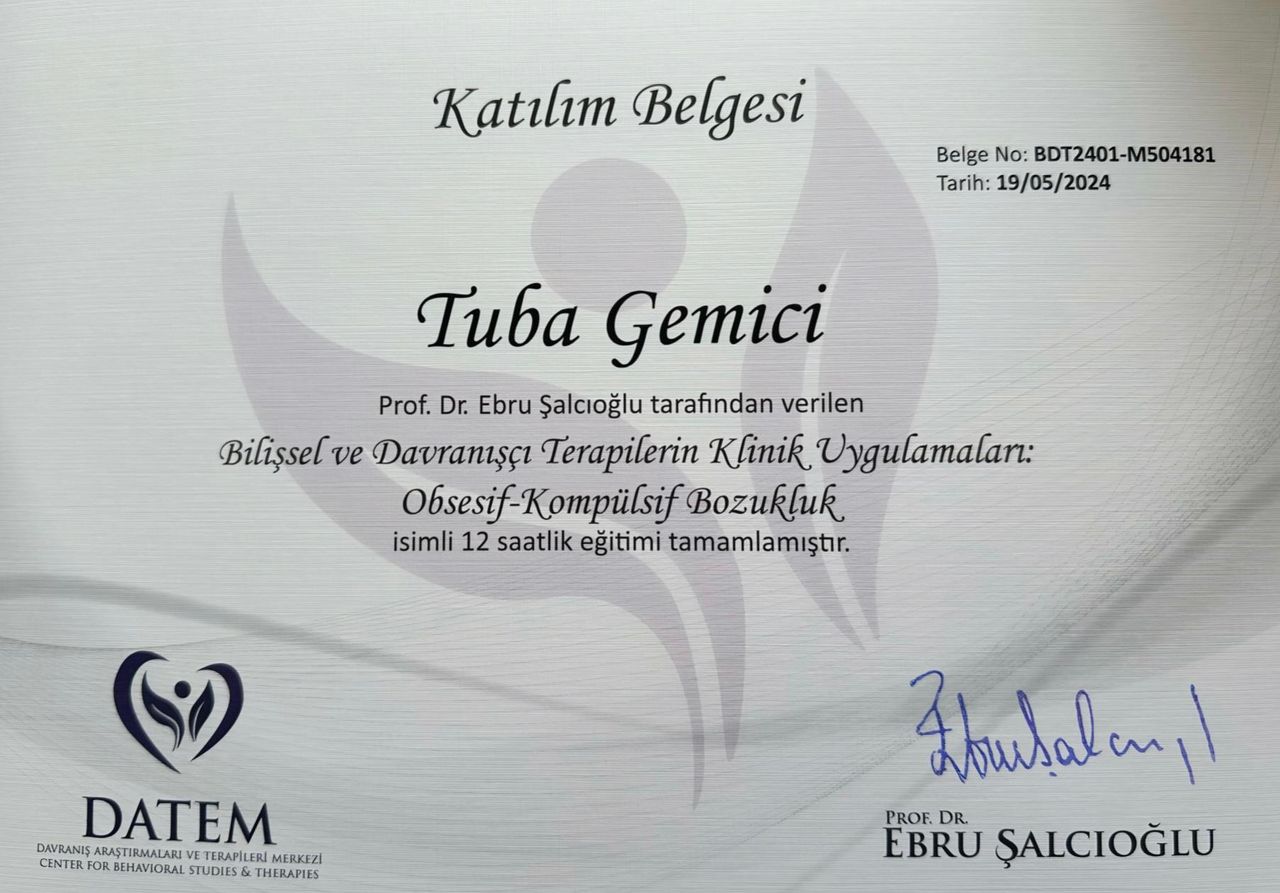 Katılım Belgesi
Belge No: BDT2401-M504181
Tarih: 19/05/2024
Tuba Gemici
Prof. Dr. Ebru Şalcıoğlu tarafından verilen
Bilişsel ve Davranışçı Terapilerin Klinik Uygulamaları:
Obsesif-Kompülsif Bozukluk
isimli 12 saatlik eğitimi tamamlamıştır.
DATEM
DAVRANIŞ ARAŞTIRMALARI VE TERAPİLERİ MERKEZİ
CENTER FOR BEHAVIORAL STUDIES & THERAPIES
PROF. DR.
EBRU ŞALCIOĞLU